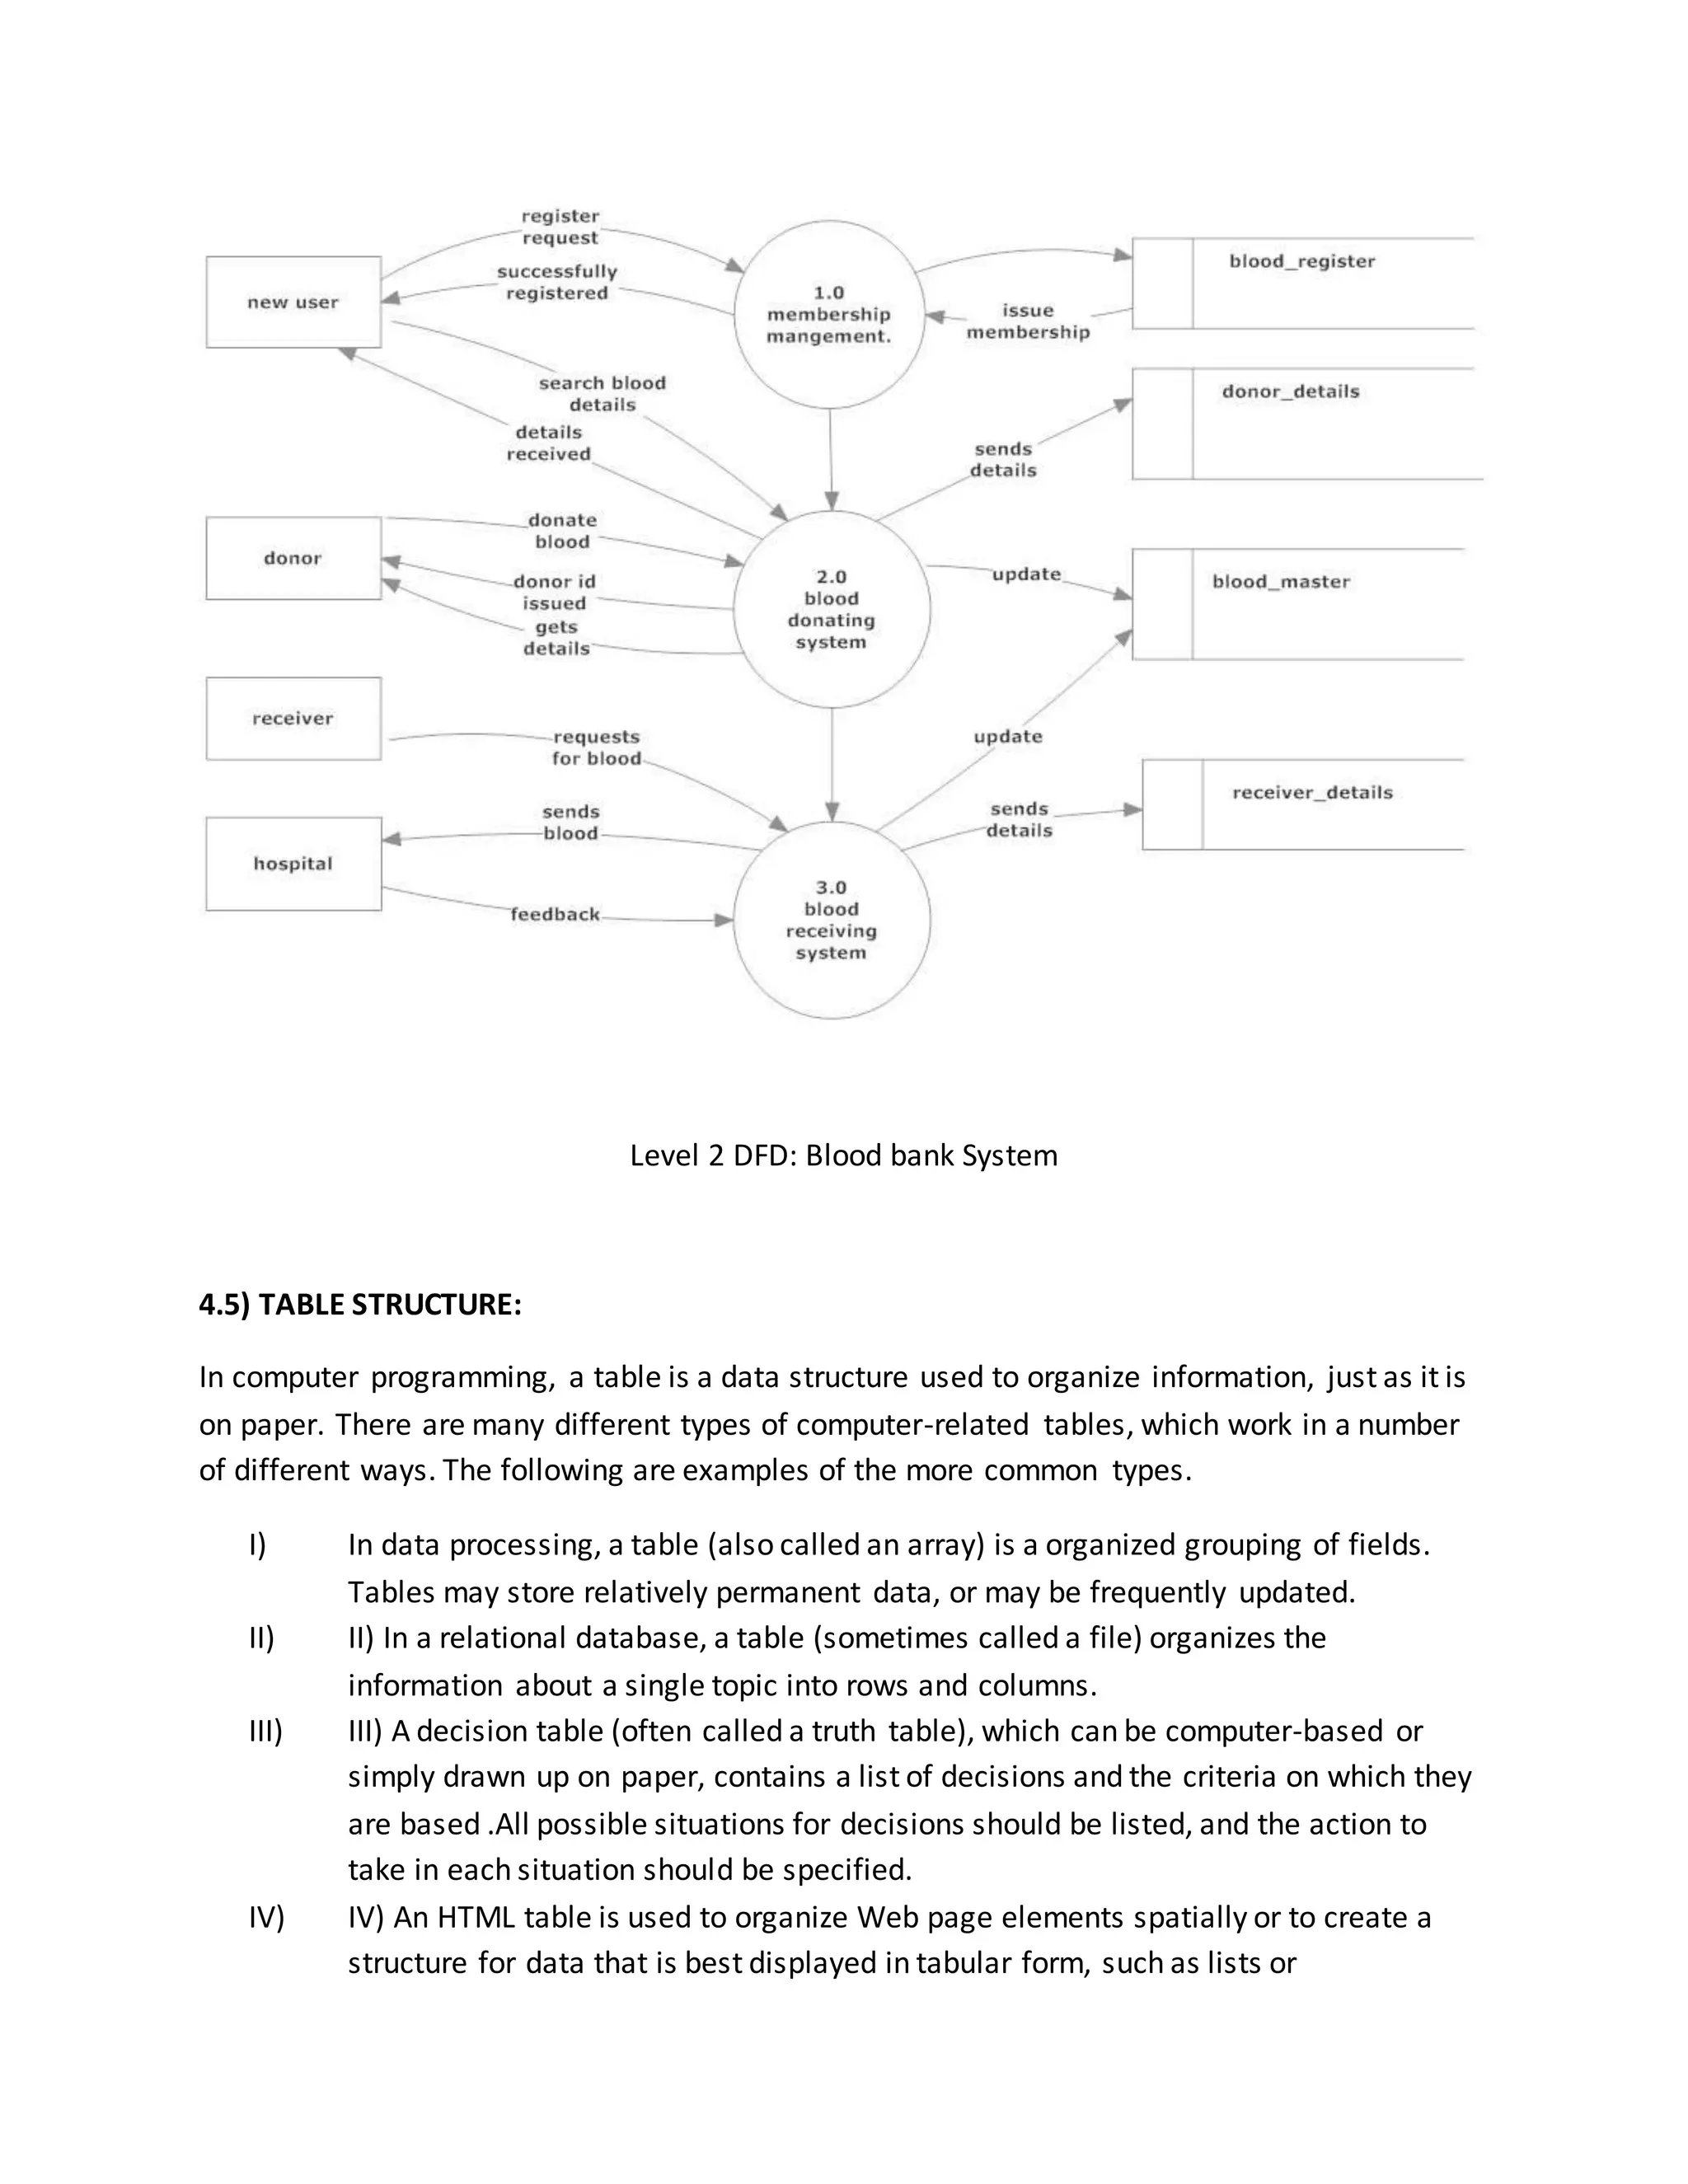 register
request
successfully
registered
new user
1.0
membership
mangement.
blood_register
issue
membership
search blood
details
details
received
donor_details
sends
details
donate
blood
donor
donor id
issued
gets
details
2.0
blood
donating
system
update
blood_master
receiver
requests
for blood
update
sends
blood
hospital
feedback
sends
details
receiver_details
3.0
blood
receiving
system
Level 2 DFD: Blood bank System
4.5) TABLE STRUCTURE:
In computer programming, a table is a data structure used to organize information, just as it is
on paper. There are many different types of computer-related tables, which work in a number
of different ways. The following are examples of the more common types.
I) In data processing, a table (also called an array) is a organized grouping of fields.
Tables may store relatively permanent data, or may be frequently updated.
II) II) In a relational database, a table (sometimes called a file) organizes the
information about a single topic into rows and columns.
III) III) A decision table (often called a truth table), which can be computer-based or
simply drawn up on paper, contains a list of decisions and the criteria on which they
are based .All possible situations for decisions should be listed, and the action to
take in each situation should be specified.
IV) IV) An HTML table is used to organize Web page elements spatially or to create a
structure for data that is best displayed in tabular form, such as lists or